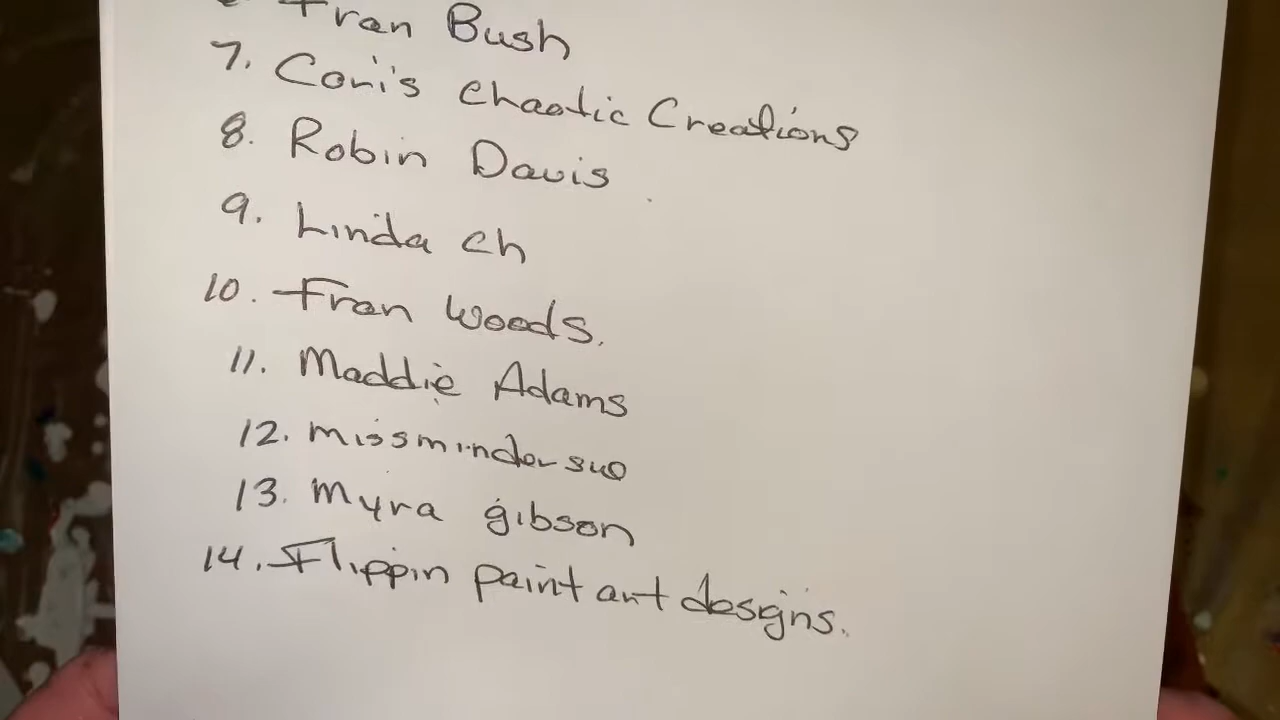 Fran Bush
7. Cori's Chaotic Creations
8. Robin Davis
9. Linda ch
10. Fran Woods.
11. Maddie Adams
12. missmindersue
13. Myra gibson
14. Flippin paint art designs.